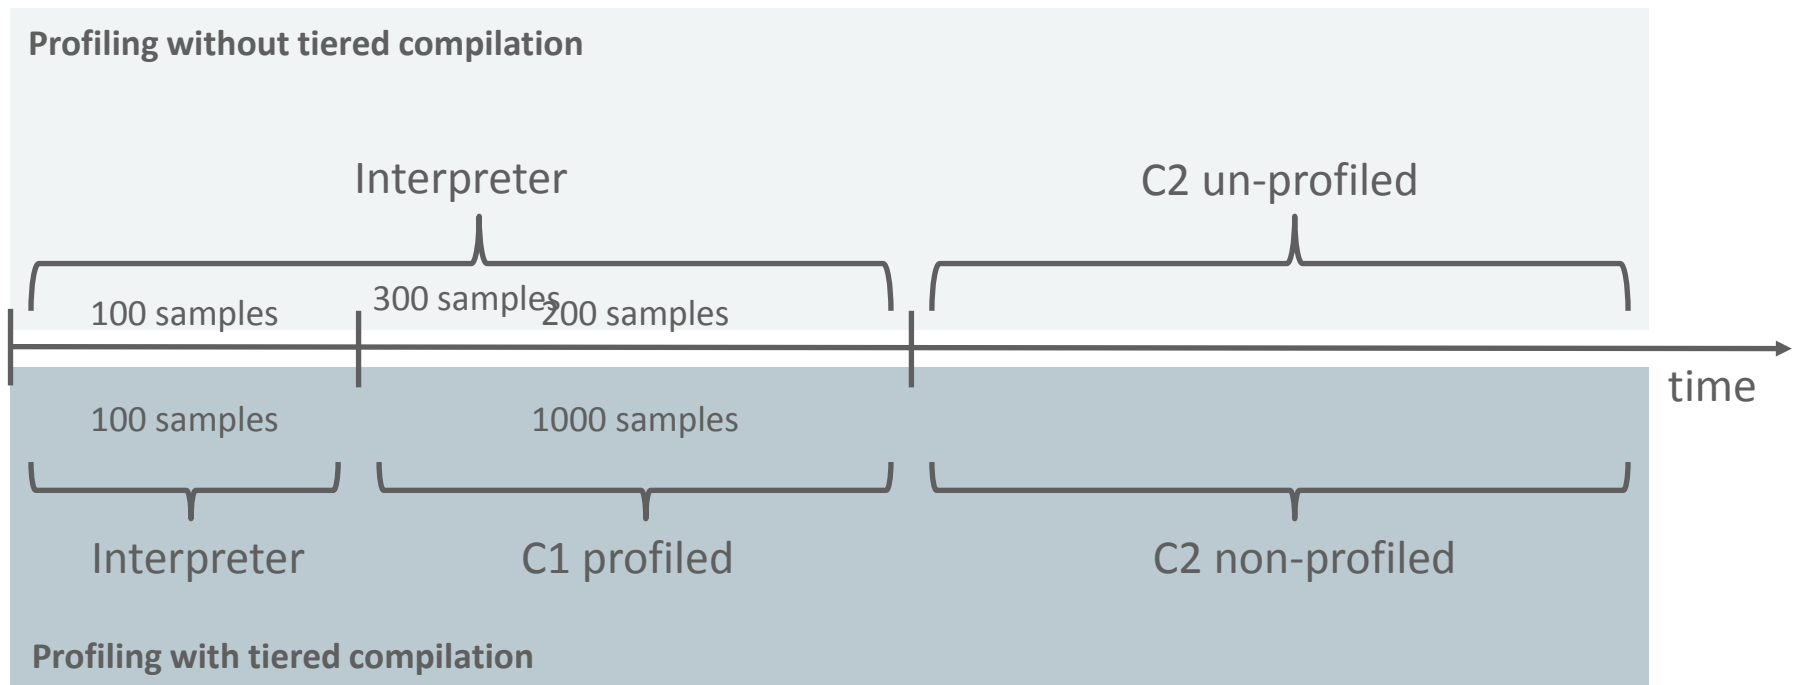 Profiling without tiered compilation
Interpreter
C2 un-profiled
300 samples
100 samples
200 samples
time
100 samples
1000 samples
Interpreter
C1 profiled
C2 non-profiled
Profiling with tiered compilation